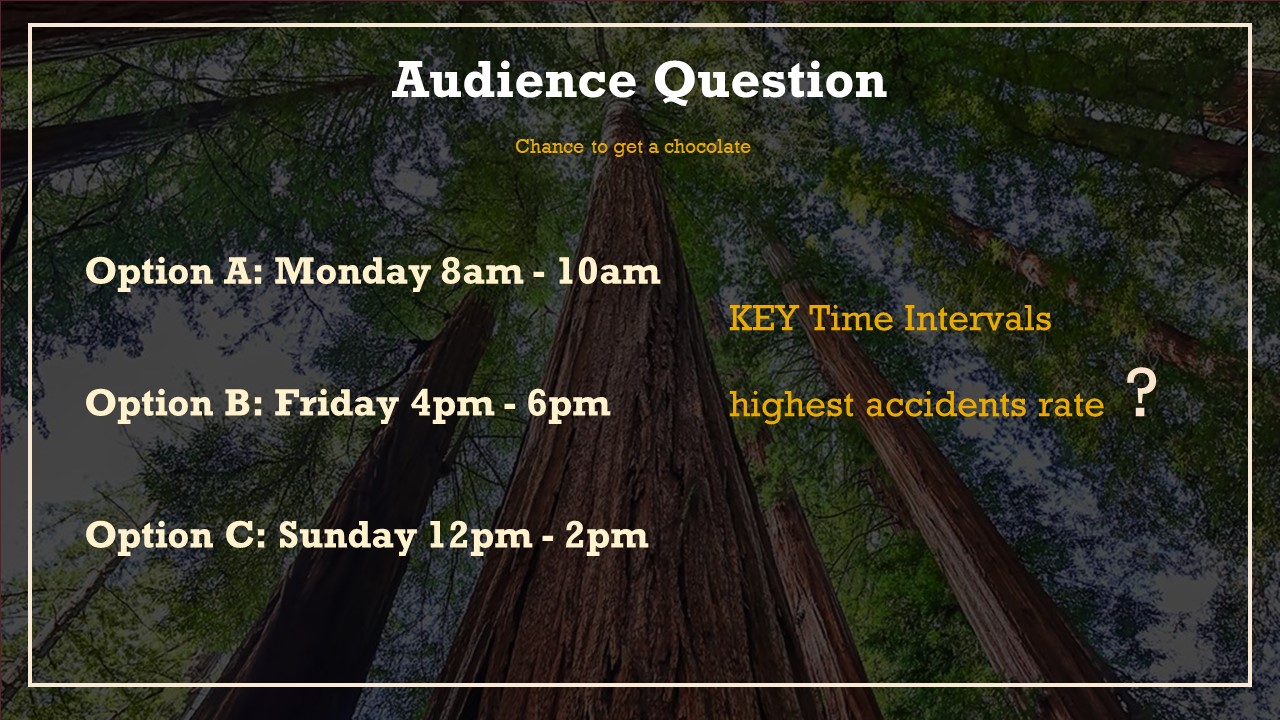 Audience Question
Chance to get a chocolate
Option A: Monday 8am - 10am
Option B: Friday 4pm - 6pm
Option C: Sunday 12pm - 2pm
KEY Time Intervals
highest accidents rate ?